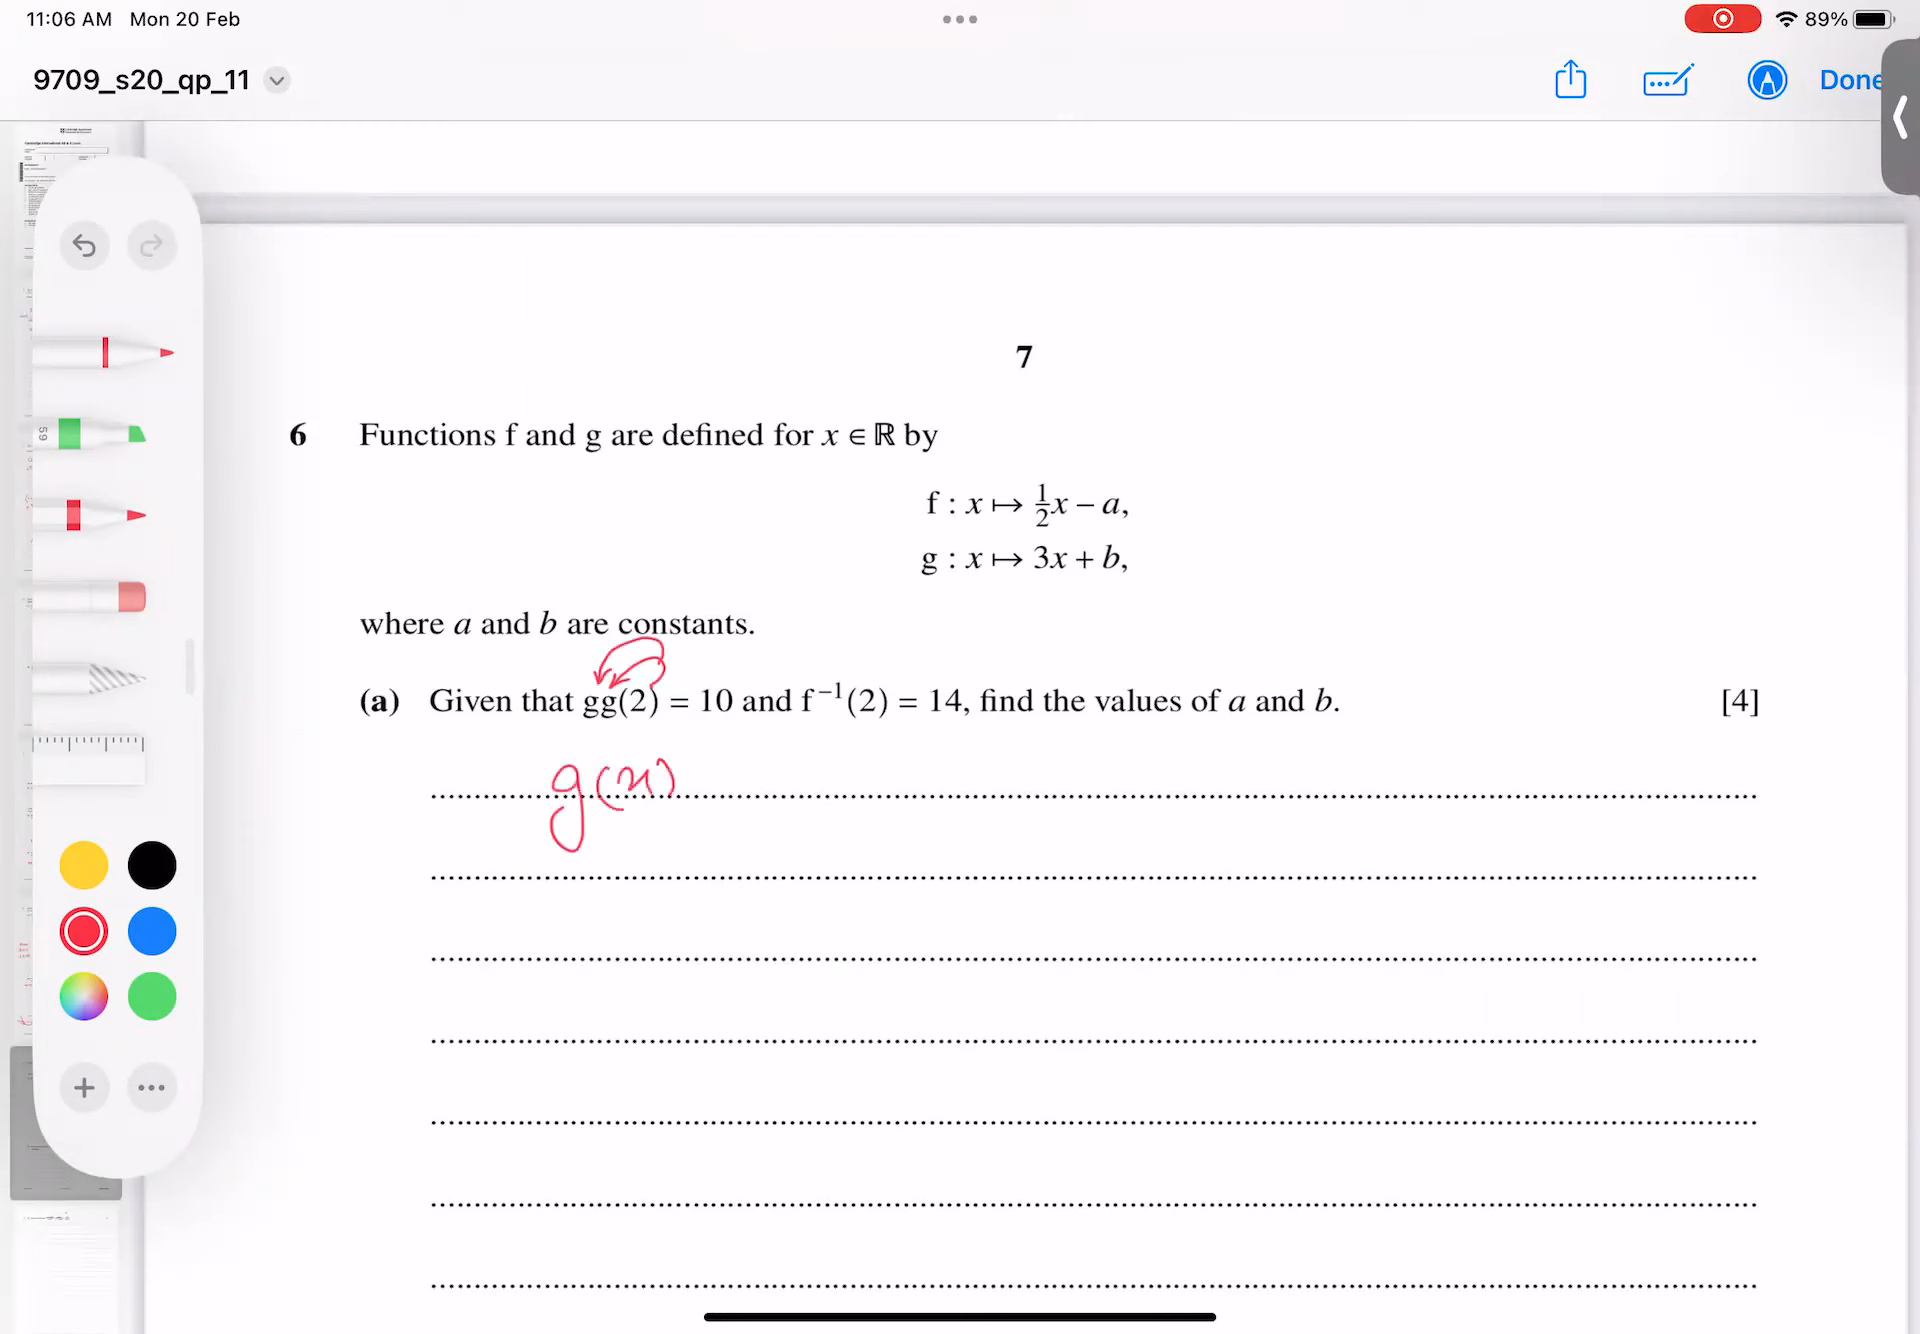 11:06 AM Mon 20 Feb
89%
9709_s20_qp_11
Done
59
7
6 Functions f and g are defined for x ∈ ℝ by
f : x ↦ 1/2 x − a,
g : x ↦ 3x + b,
where a and b are constants.
(a) Given that gg(2) = 10 and f⁻¹(2) = 14, find the values of a and b. [4]
g(x)